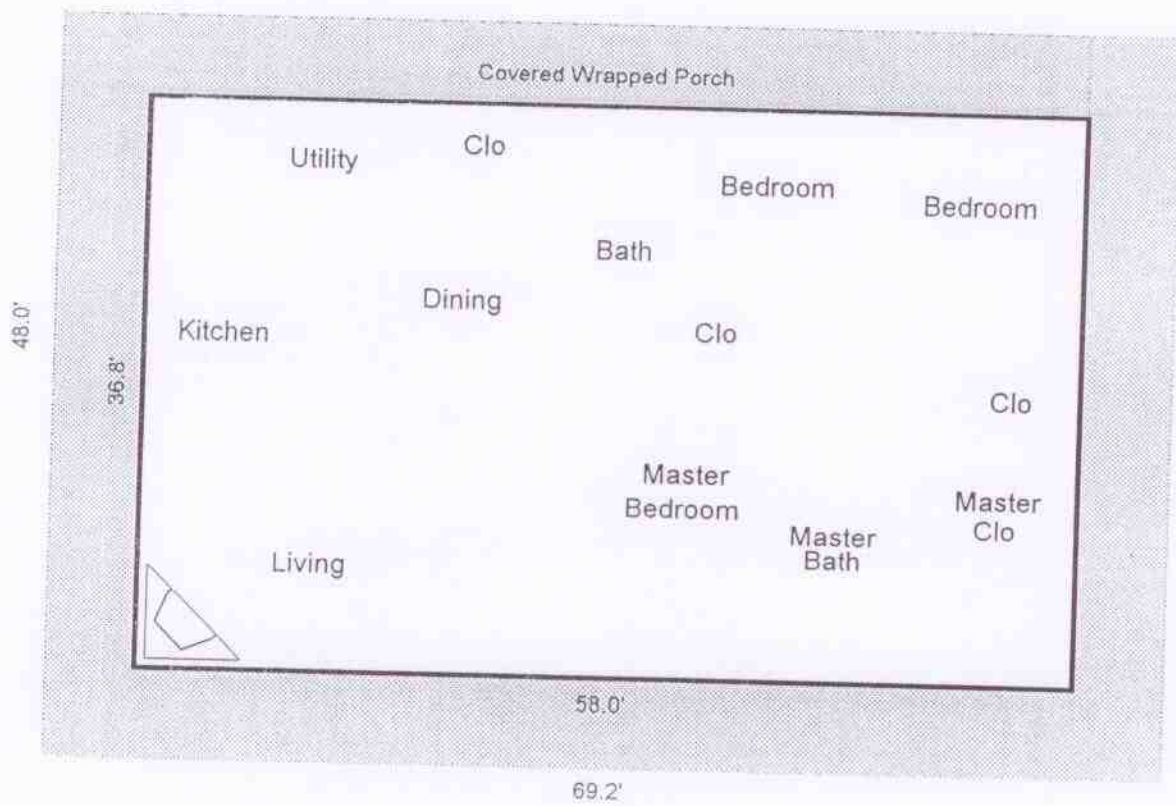 Covered Wrapped Porch
Utility
Clo
Bedroom
Bedroom
Bath
Dining
Kitchen
Clo
48.0'
36.8'
Clo
Master
Bedroom
Master
Clo
Master
Bath
Living
58.0'
69.2'